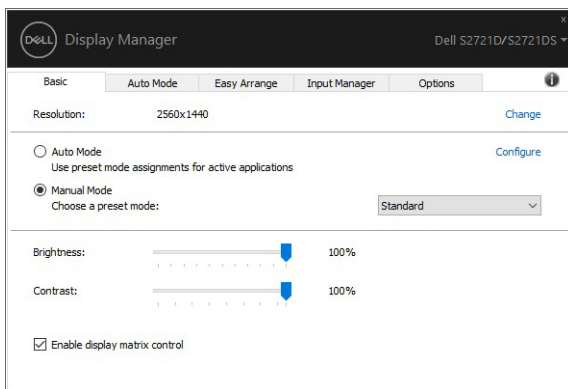 x
DELL Display Manager
Dell S2721D/S2721DS
Basic Auto Mode Easy Arrange Input Manager Options
Resolution: 2560x1440 Change
Auto Mode Configure
Use preset mode assignments for active applications
Manual Mode
Choose a preset mode: Standard
Brightness: 100%
Contrast: 100%
Enable display matrix control